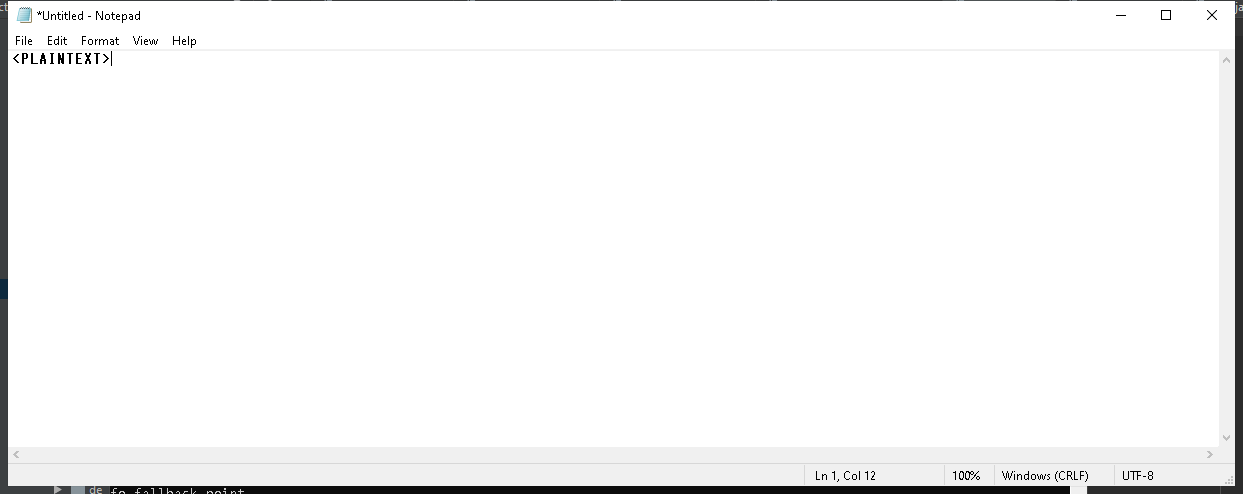 *Untitled - Notepad
File Edit Format View Help
<PLAINTEXT>
Ln 1, Col 12 100% Windows (CRLF) UTF-8
de fo fallback point